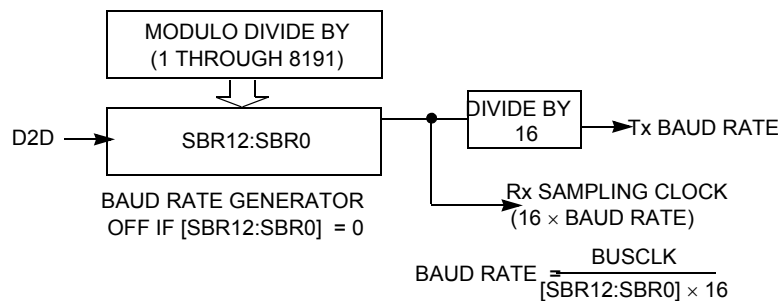 MODULO DIVIDE BY
(1 THROUGH 8191)
D2D
SBR12:SBR0
DIVIDE BY
16
Tx BAUD RATE
BAUD RATE GENERATOR
OFF IF [SBR12:SBR0] = 0
Rx SAMPLING CLOCK
(16 × BAUD RATE)
BAUD RATE =
BUSCLK
[SBR12:SBR0] × 16